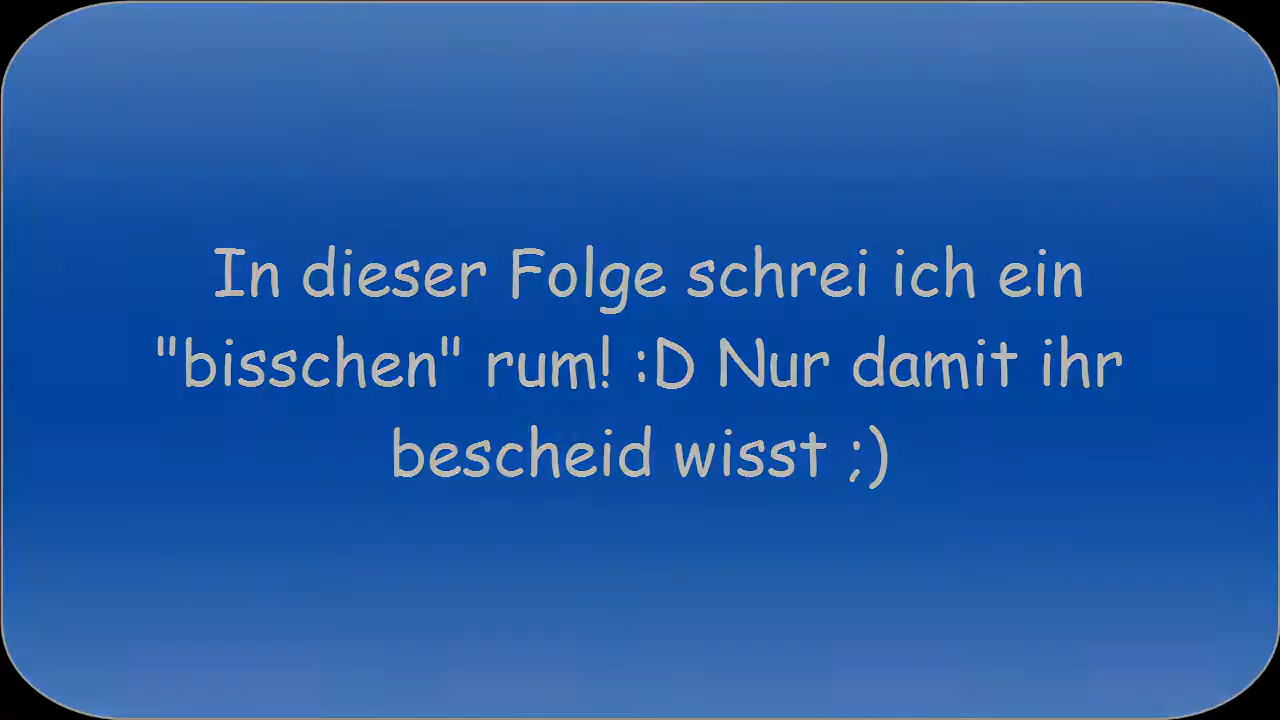 In dieser Folge schrei ich ein
"bisschen" rum! :D Nur damit ihr
bescheid wisst ;)